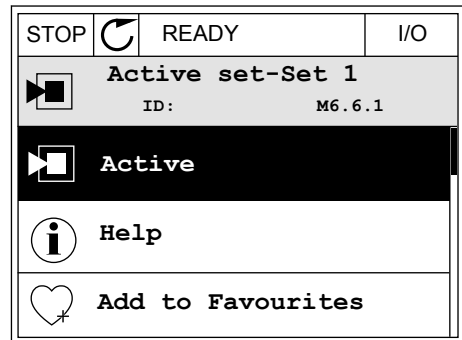 STOP READY I/O
Active set-Set 1
ID: M6.6.1
Active
Help
Add to Favourites